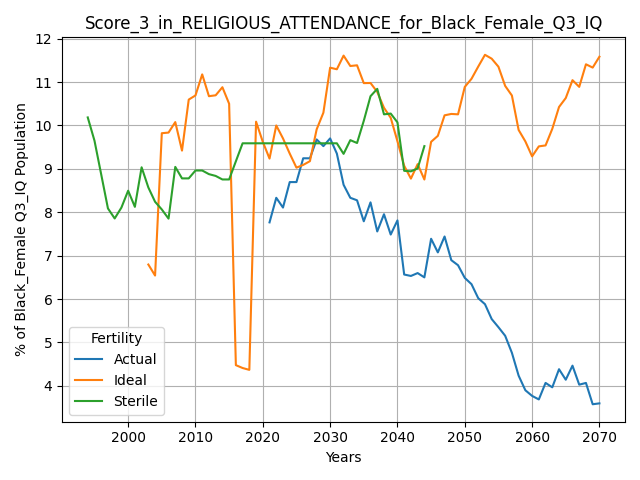 Score_3_in_RELIGIOUS_ATTENDANCE_for_Black_Female_Q3_IQ
% of Black_Female Q3_IQ Population
12
11
10
9
8
7
6
5
4
Fertility
Actual
Ideal
Sterile
2000 2010 2020 2030 2040 2050 2060 2070
Years